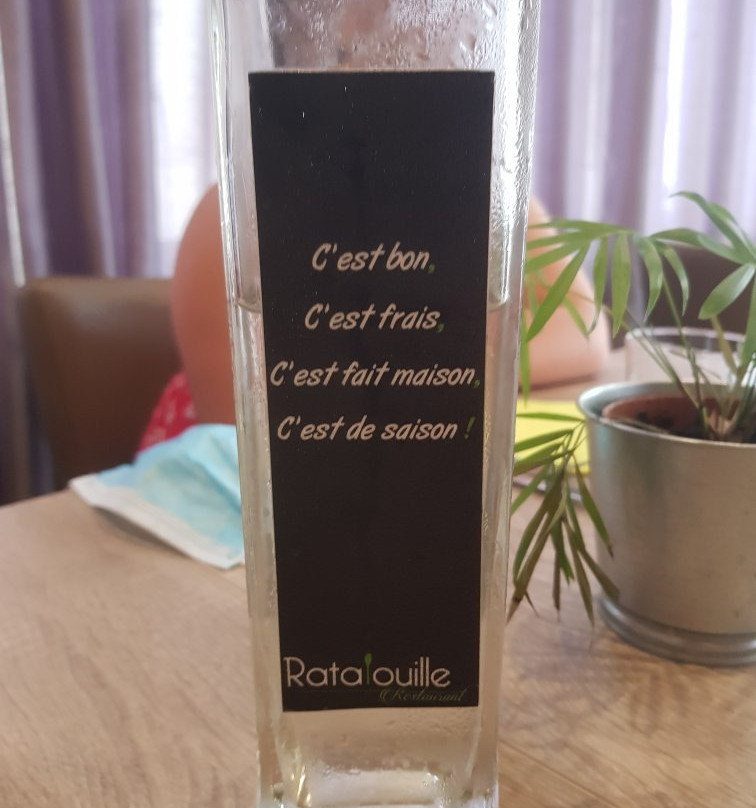 C'est bon,
C'est frais,
C'est fait maison,
C'est de saison !
Ratatouille
Restaurant